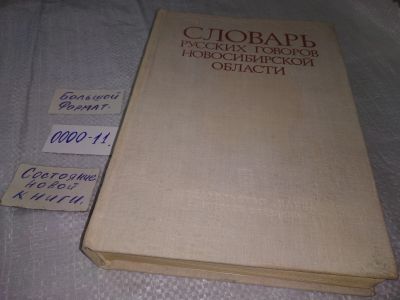 СЛОВАРЬ
РУССКИХ ГОВОРОВ
НОВОСИБИРСКОЙ
ОБЛАСТИ
Большой
Формат.
0000-11.
Состояние
новой
книги.